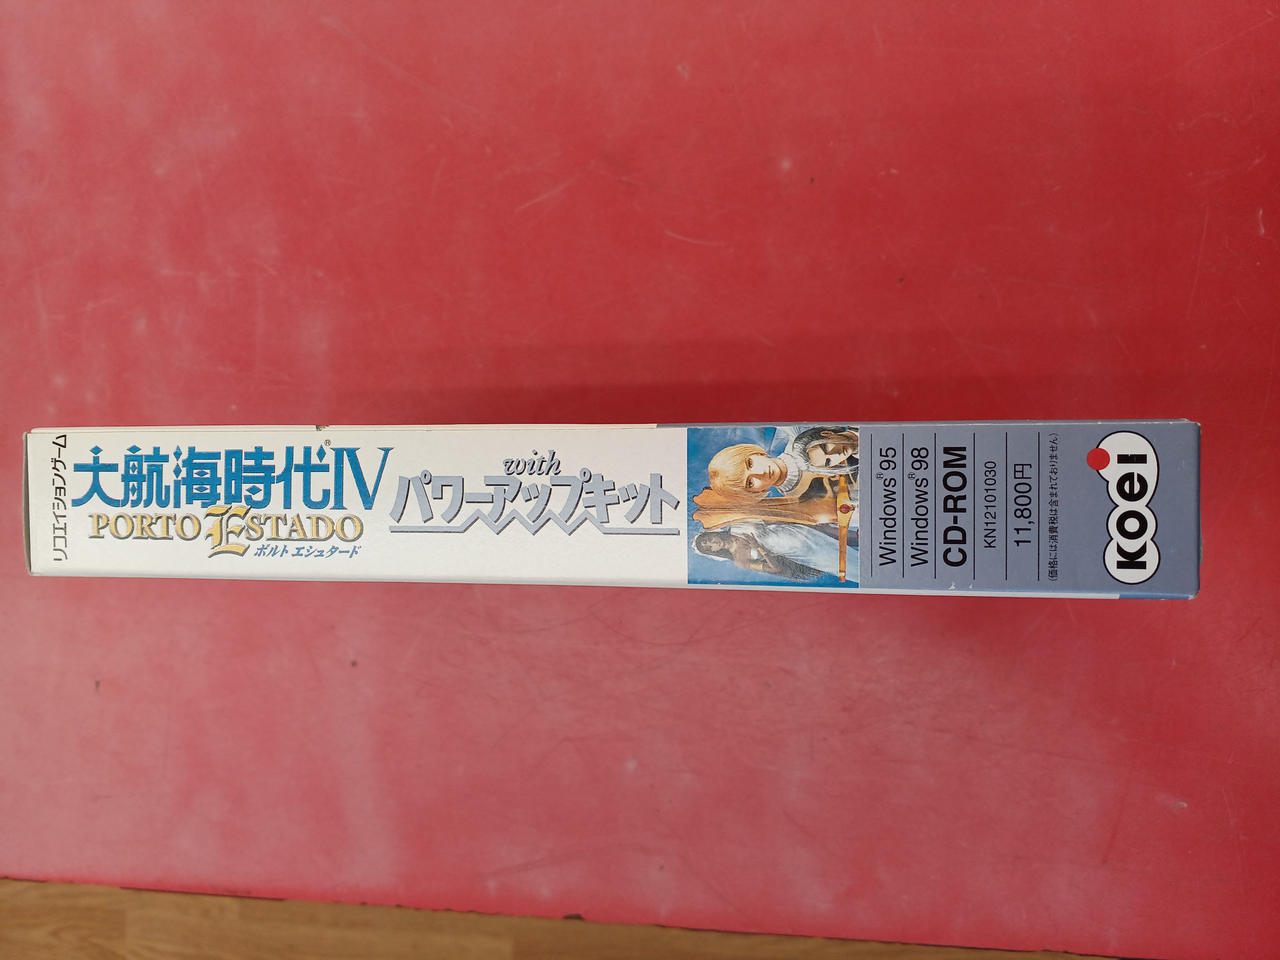 リコエイションゲーム
大航海時代®IV
PORTO ESTADO
ポルト エシュタード
with
パワーアップキット
Windows®95
Windows®98
CD-ROM
KN12101030
11,800円
(価格には消費税は含まれておりません)
KOEI